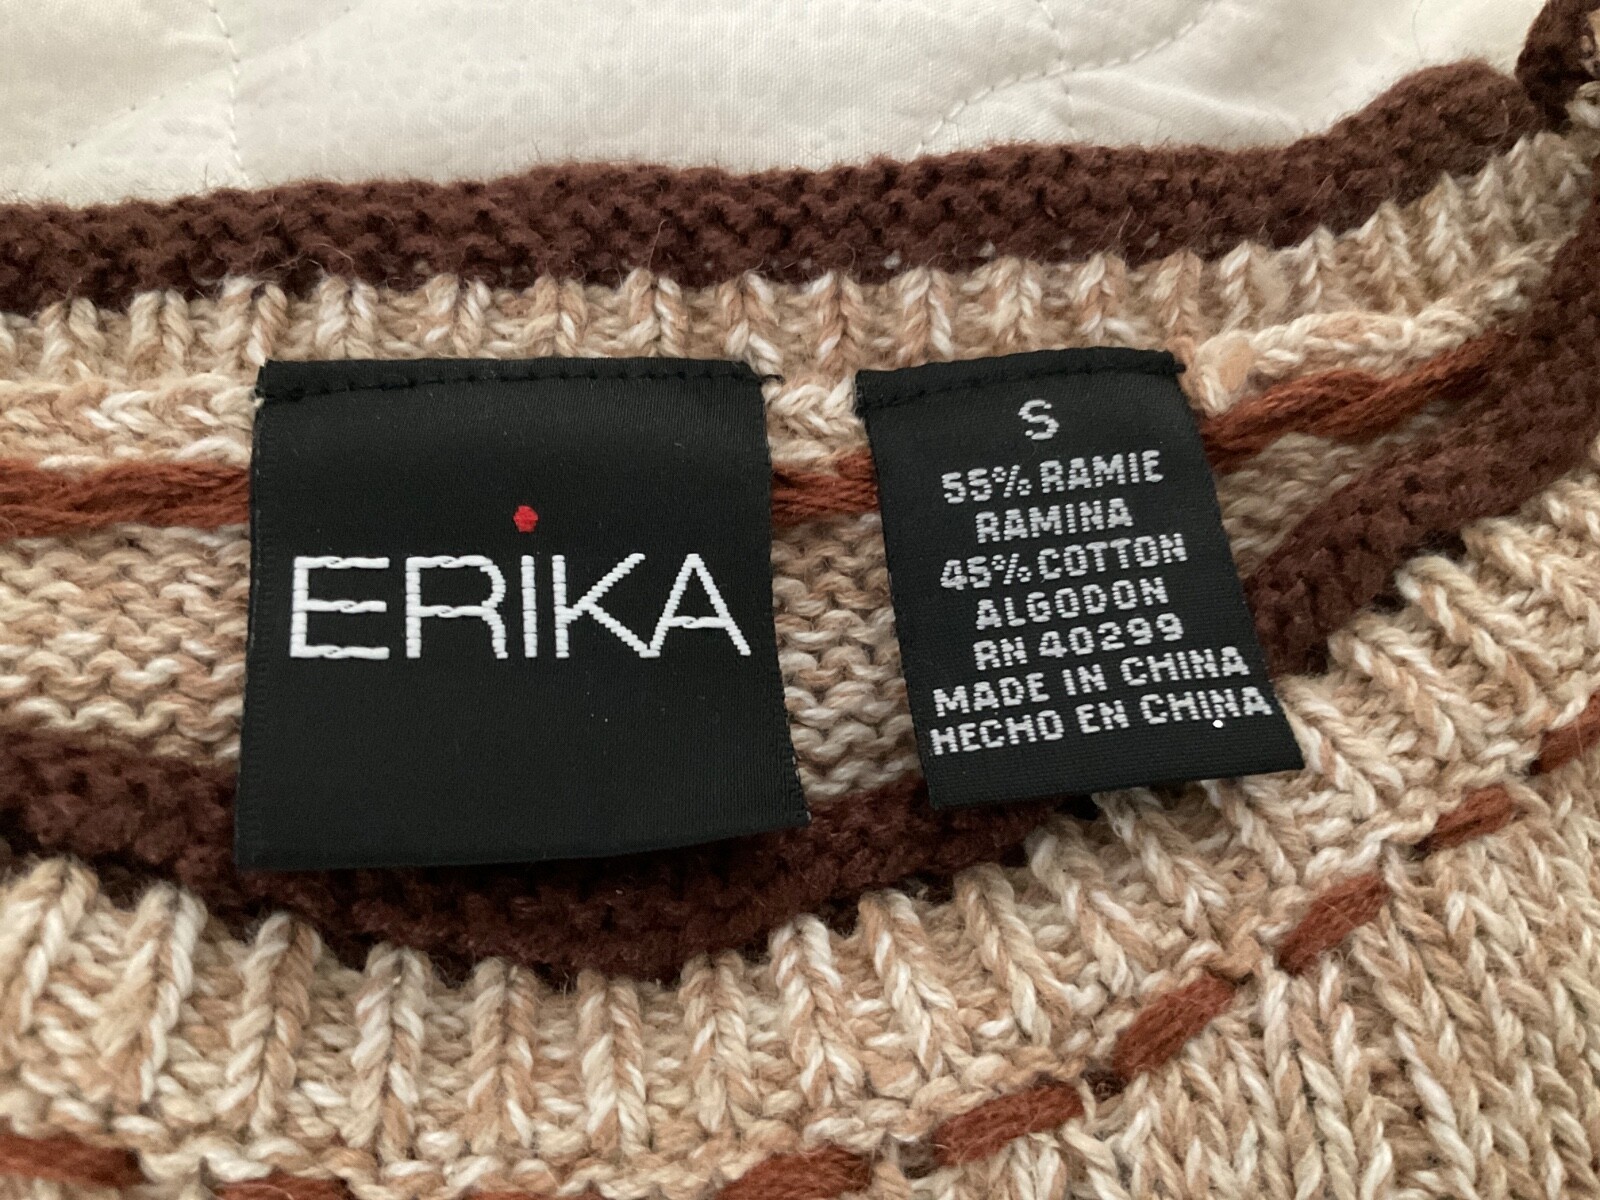 ERiKA
S
55% RAMIE
RAMINA
45% COTTON
ALGODON
RN 40299
MADE IN CHINA
HECHO EN CHINA